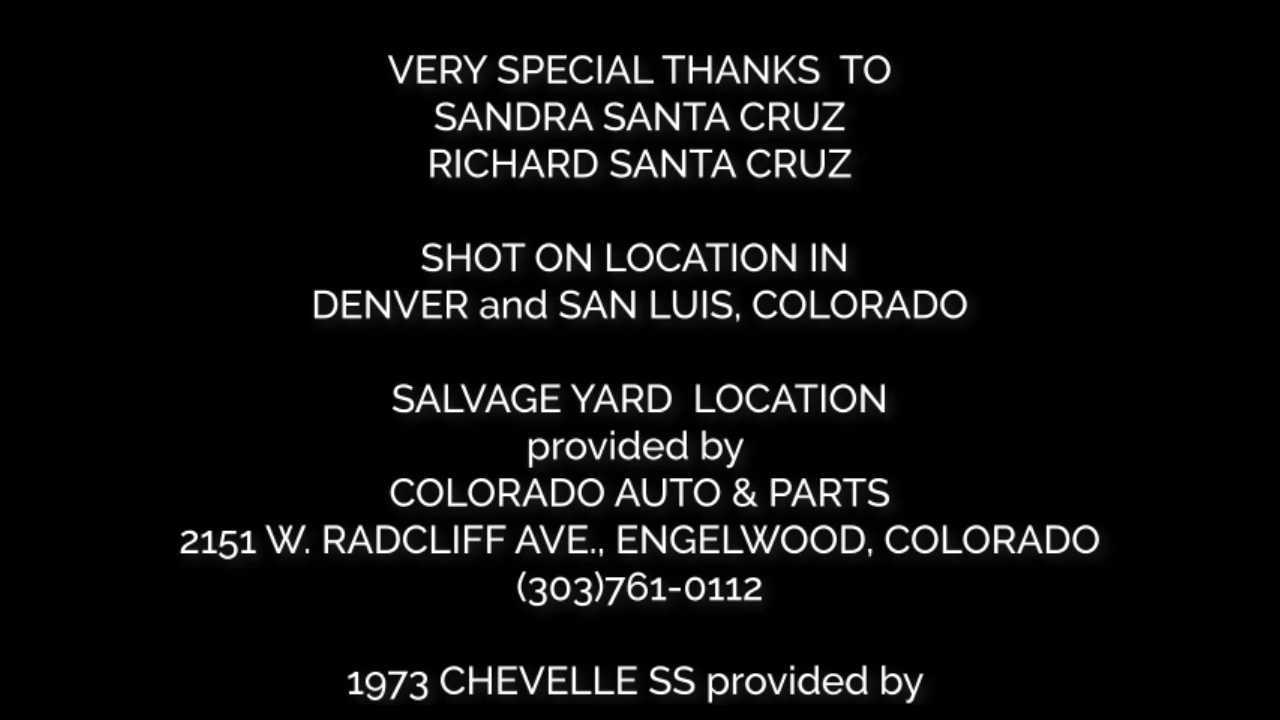 VERY SPECIAL THANKS  TO
SANDRA SANTA CRUZ
RICHARD SANTA CRUZ
SHOT ON LOCATION IN
DENVER and SAN LUIS, COLORADO
SALVAGE YARD  LOCATION
provided by
COLORADO AUTO & PARTS
2151 W. RADCLIFF AVE., ENGELWOOD, COLORADO
(303)761-0112
1973 CHEVELLE SS provided by